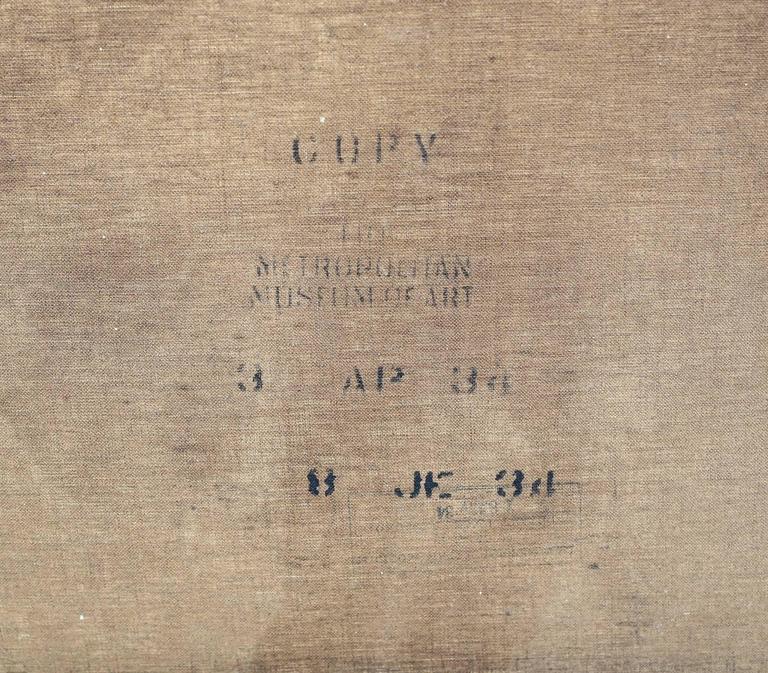 COPY
THE
METROPOLITAN
MUSEUM OF ART
3 AP 34
8 JE 34